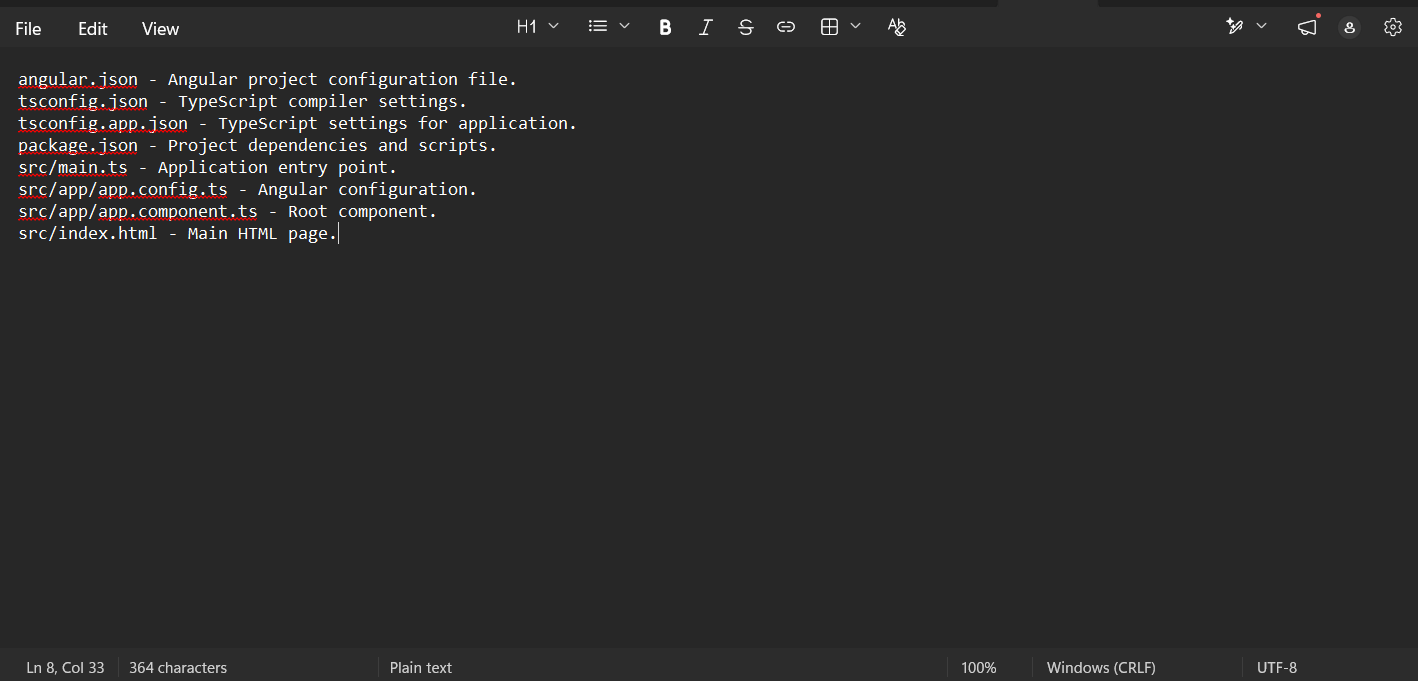 File Edit View H1
angular.json - Angular project configuration file.
tsconfig.json - TypeScript compiler settings.
tsconfig.app.json - TypeScript settings for application.
package.json - Project dependencies and scripts.
src/main.ts - Application entry point.
src/app/app.config.ts - Angular configuration.
src/app/app.component.ts - Root component.
src/index.html - Main HTML page.
Ln 8, Col 33 364 characters Plain text 100% Windows (CRLF) UTF-8